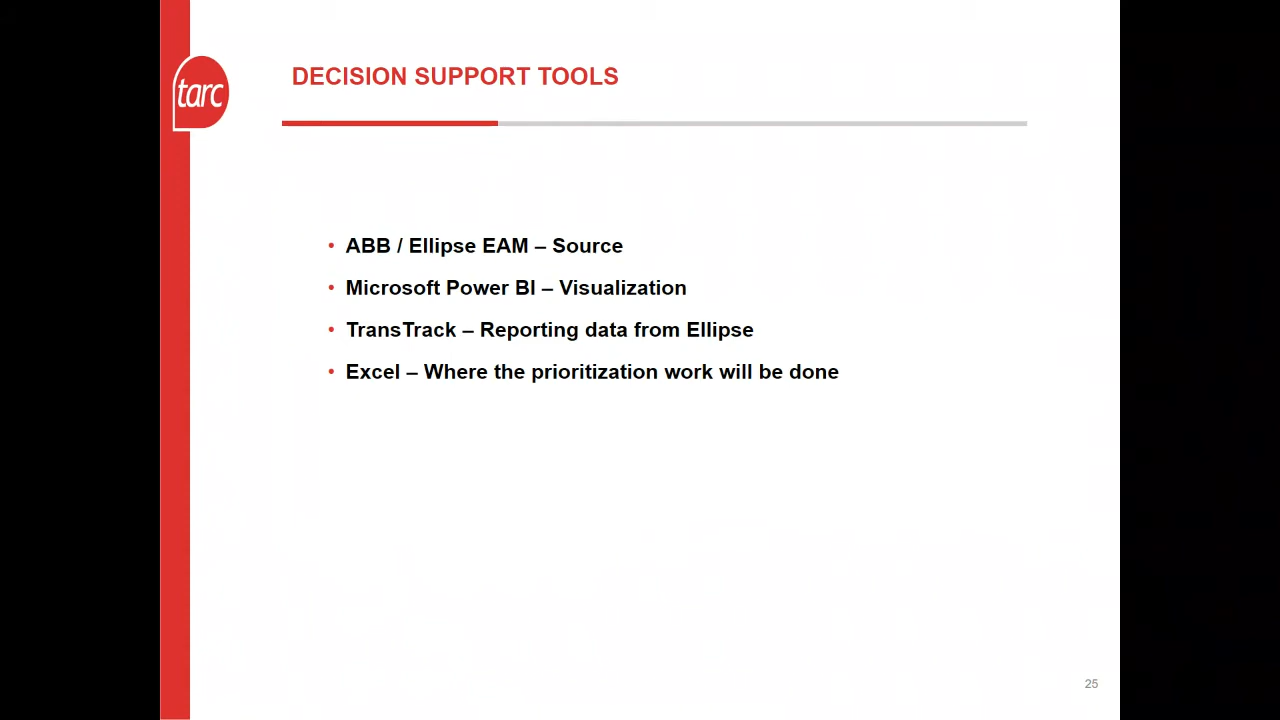 DECISION SUPPORT TOOLS
tarc
• ABB / Ellipse EAM – Source
• Microsoft Power BI – Visualization
• TransTrack – Reporting data from Ellipse
• Excel – Where the prioritization work will be done
25